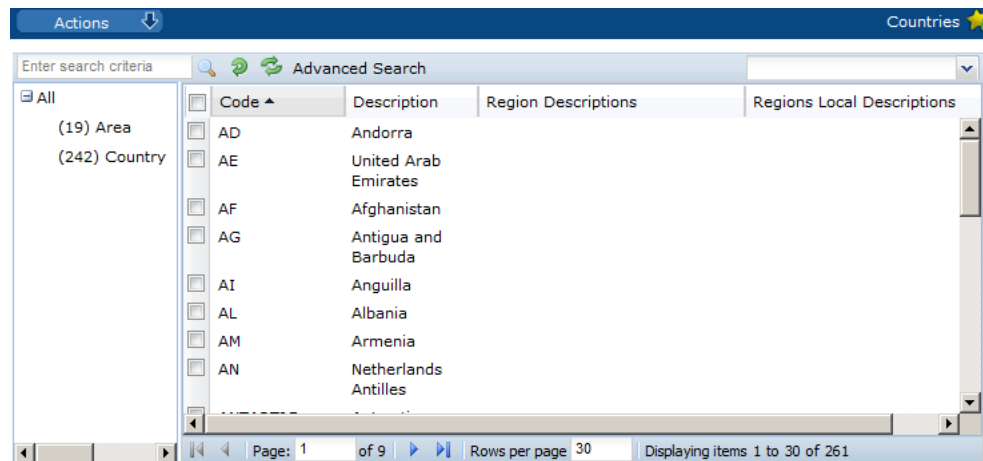 Actions
Countries
Enter search criteria
Advanced Search
All
(19) Area
(242) Country
Code Description Region Descriptions Regions Local Descriptions
AD Andorra
AE United Arab
Emirates
AF Afghanistan
AG Antigua and
Barbuda
AI Anguilla
AL Albania
AM Armenia
AN Netherlands
Antilles
Page: 1 of 9 Rows per page 30 Displaying items 1 to 30 of 261